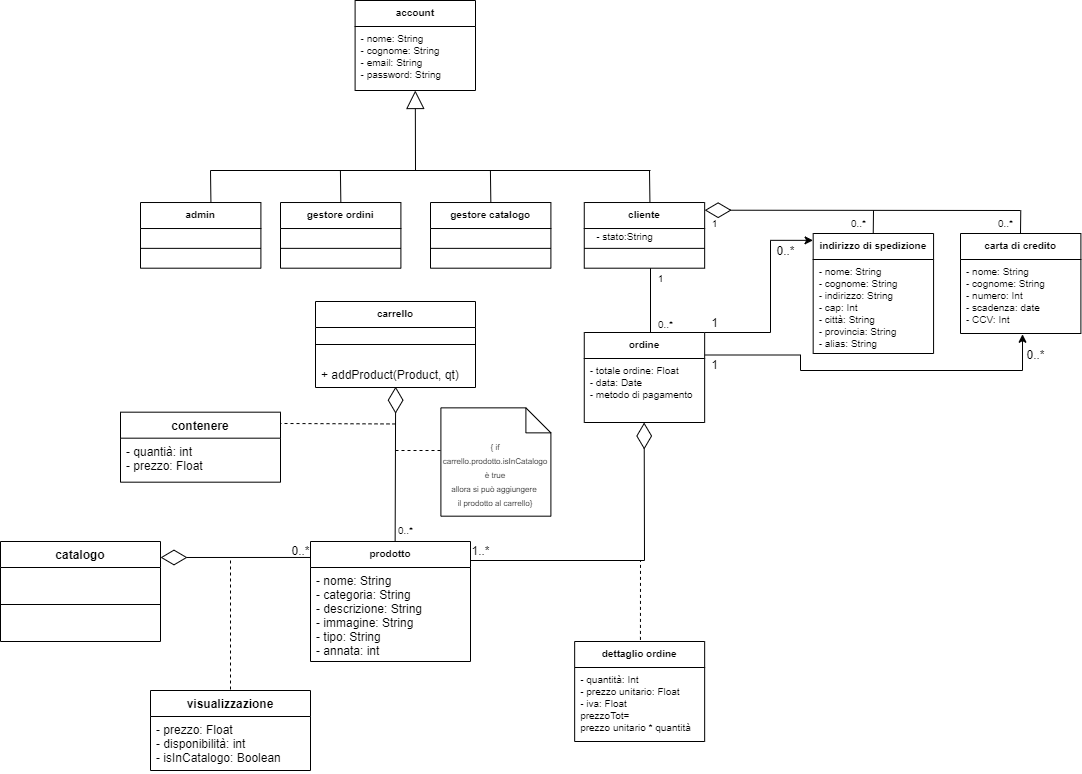 account
- nome: String
- cognome: String
- email: String
- password: String
admin
gestore ordini
gestore catalogo
cliente
- stato:String
1
0..*
0..*
indirizzo di spedizione
- nome: String
- cognome: String
- indirizzo: String
- cap: Int
- città: String
- provincia: String
- alias: String
carta di credito
- nome: String
- cognome: String
- numero: Int
- scadenza: date
- CCV: Int
0..*
1
0..*
1
1
0..*
ordine
- totale ordine: Float
- data: Date
- metodo di pagamento
carrello
+ addProduct(Product, qt)
contenere
- quantià: int
- prezzo: Float
{ if
carrello.prodotto.isInCatalogo
è true
allora si può aggiungere
il prodotto al carrello}
0..*
catalogo
0..*
prodotto
- nome: String
- categoria: String
- descrizione: String
- immagine: String
- tipo: String
- annata: int
1..*
dettaglio ordine
- quantità: Int
- prezzo unitario: Float
- iva: Float
prezzoTot=
prezzo unitario * quantità
visualizzazione
- prezzo: Float
- disponibilità: int
- isInCatalogo: Boolean